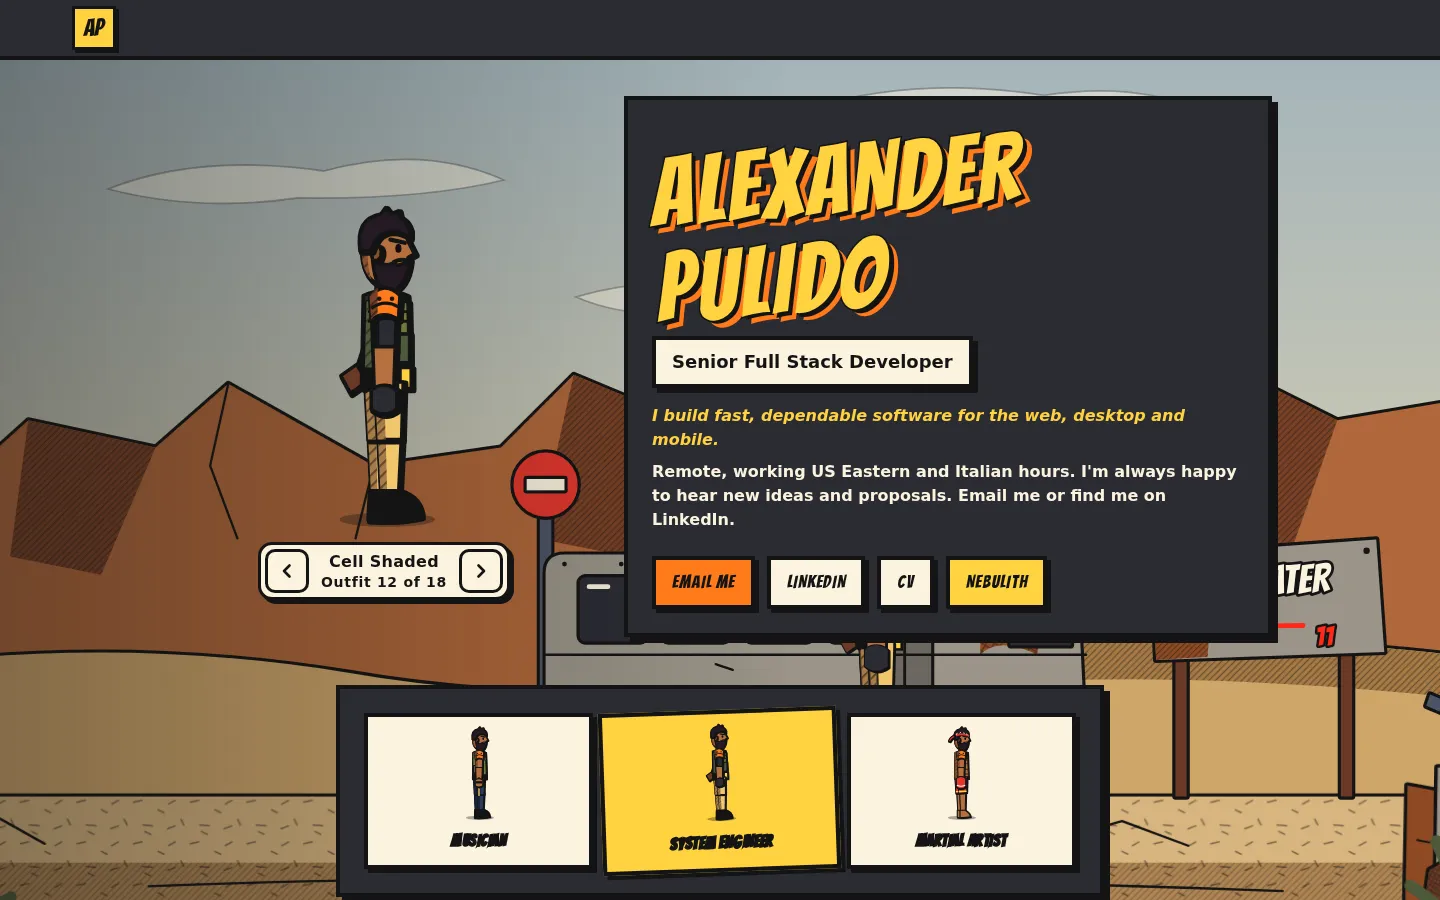 AP
ALEXANDER
PULIDO
Senior Full Stack Developer
I build fast, dependable software for the web, desktop and
mobile.
Remote, working US Eastern and Italian hours. I'm always happy
to hear new ideas and proposals. Email me or find me on
LinkedIn.
EMAIL ME
LINKEDIN
CV
NEBULITH
Cell Shaded
Outfit 12 of 18
11
MUSICIAN
SYSTEM ENGINEER
MARTIAL ARTIST